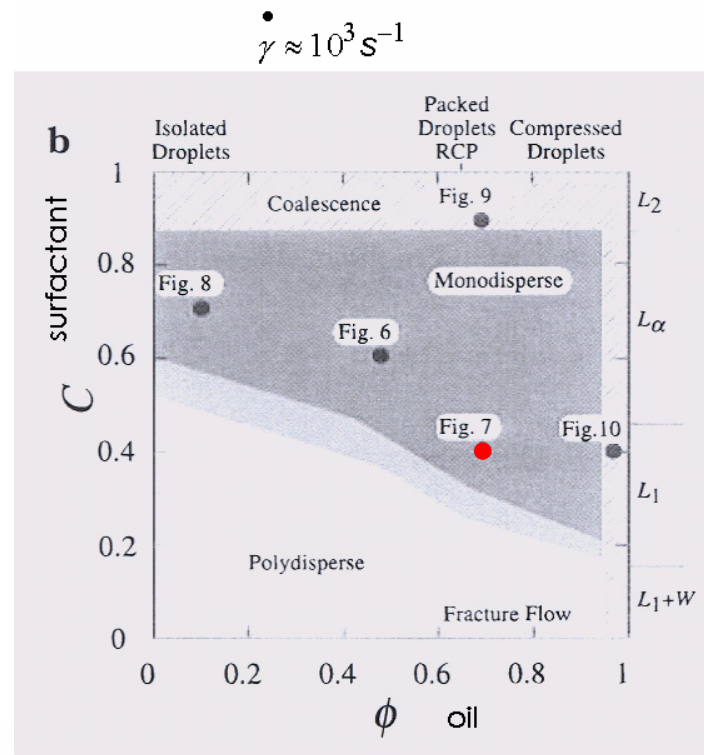 γ̇ ≈ 10³ s⁻¹
b
Isolated
Droplets
Packed
Droplets
RCP
Compressed
Droplets
1
0.8
0.6
0.4
0.2
0
C surfactant
Coalescence
Fig. 9
Monodisperse
Fig. 8
Fig. 6
Fig. 7
Fig.10
Polydisperse
Fracture Flow
L₂
Lα
L₁
L₁+W
0 0.2 0.4 0.6 0.8 1
ϕ oil